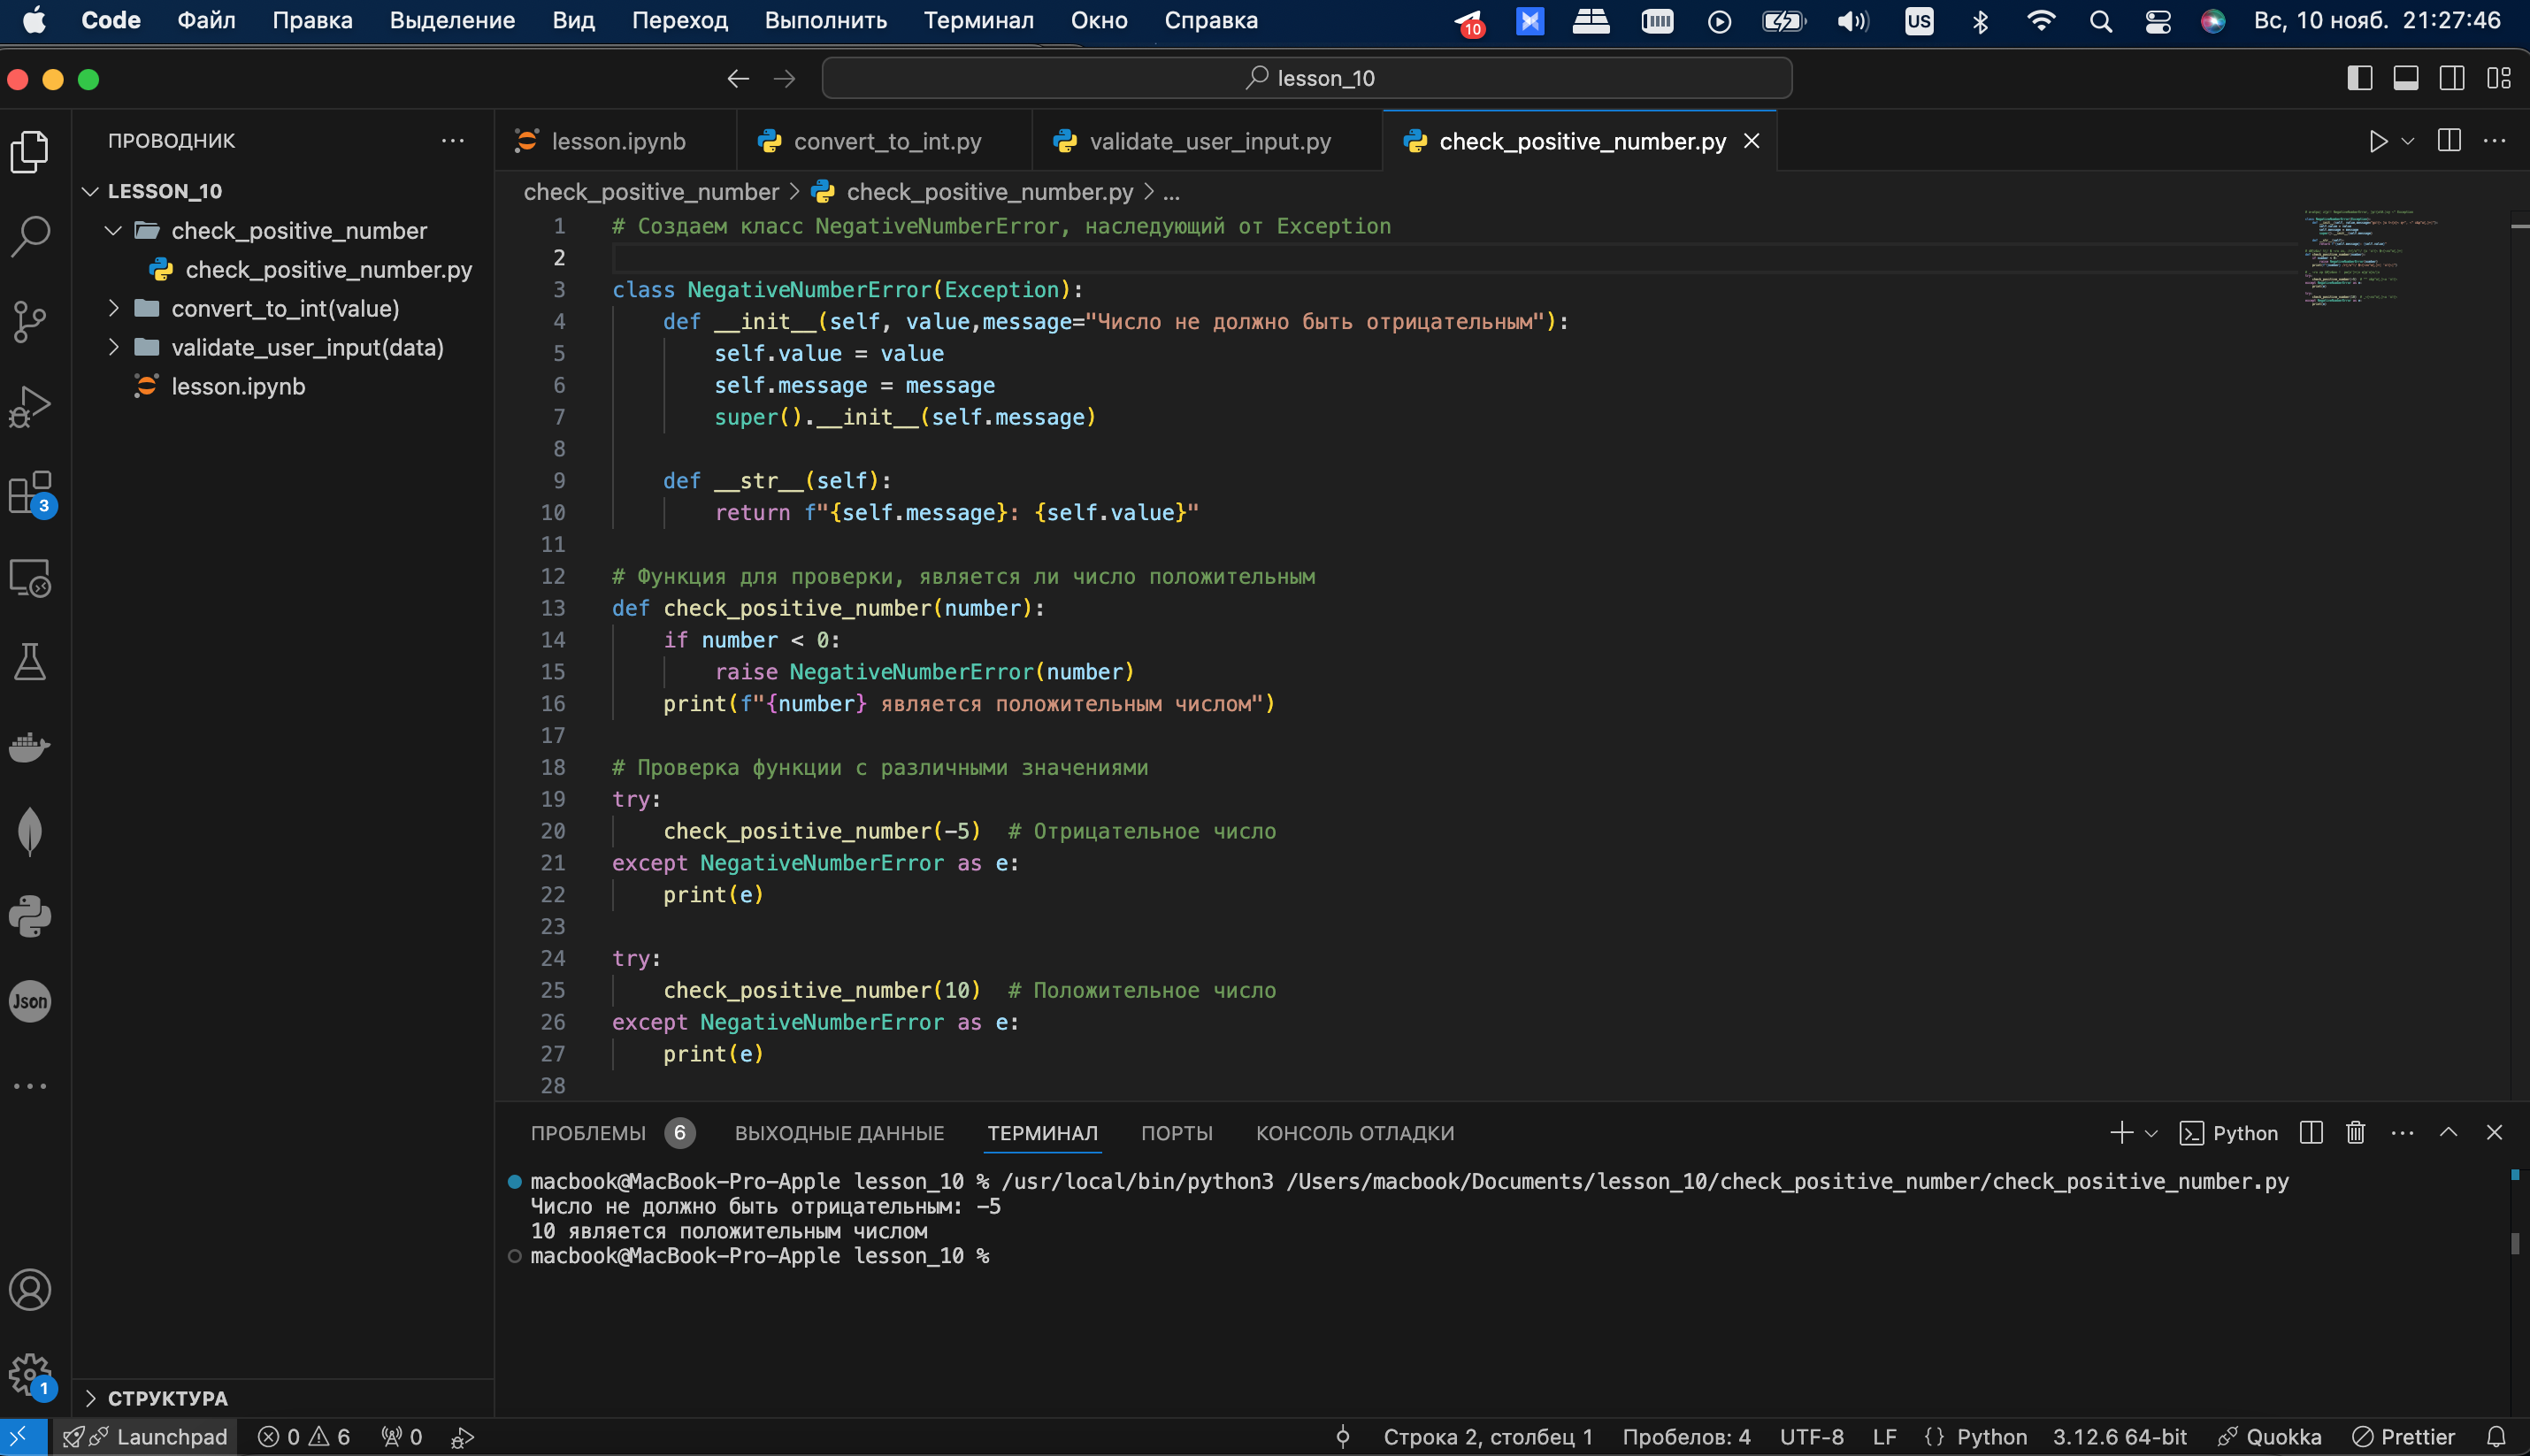 Code Файл Правка Выделение Вид Переход Выполнить Терминал Окно Справка 10 US Вс, 10 нояб. 21:27:46
lesson_10
ПРОВОДНИК
LESSON_10
check_positive_number
check_positive_number.py
convert_to_int(value)
validate_user_input(data)
lesson.ipynb
3
Json
1
СТРУКТУРА
lesson.ipynb convert_to_int.py validate_user_input.py check_positive_number.py
check_positive_number > check_positive_number.py > ...
1 # Создаем класс NegativeNumberError, наследующий от Exception
2
3 class NegativeNumberError(Exception):
4     def __init__(self, value,message="Число не должно быть отрицательным"):
5         self.value = value
6         self.message = message
7         super().__init__(self.message)
8
9     def __str__(self):
10         return f"{self.message}: {self.value}"
11
12 # Функция для проверки, является ли число положительным
13 def check_positive_number(number):
14     if number < 0:
15         raise NegativeNumberError(number)
16     print(f"{number} является положительным числом")
17
18 # Проверка функции с различными значениями
19 try:
20     check_positive_number(-5)  # Отрицательное число
21 except NegativeNumberError as e:
22     print(e)
23
24 try:
25     check_positive_number(10)  # Положительное число
26 except NegativeNumberError as e:
27     print(e)
28
ПРОБЛЕМЫ 6 ВЫХОДНЫЕ ДАННЫЕ ТЕРМИНАЛ ПОРТЫ КОНСОЛЬ ОТЛАДКИ Python
macbook@MacBook-Pro-Apple lesson_10 % /usr/local/bin/python3 /Users/macbook/Documents/lesson_10/check_positive_number/check_positive_number.py
Число не должно быть отрицательным: -5
10 является положительным числом
macbook@MacBook-Pro-Apple lesson_10 %
Launchpad 0 6 0 Строка 2, столбец 1 Пробелов: 4 UTF-8 LF {} Python 3.12.6 64-bit Quokka Prettier